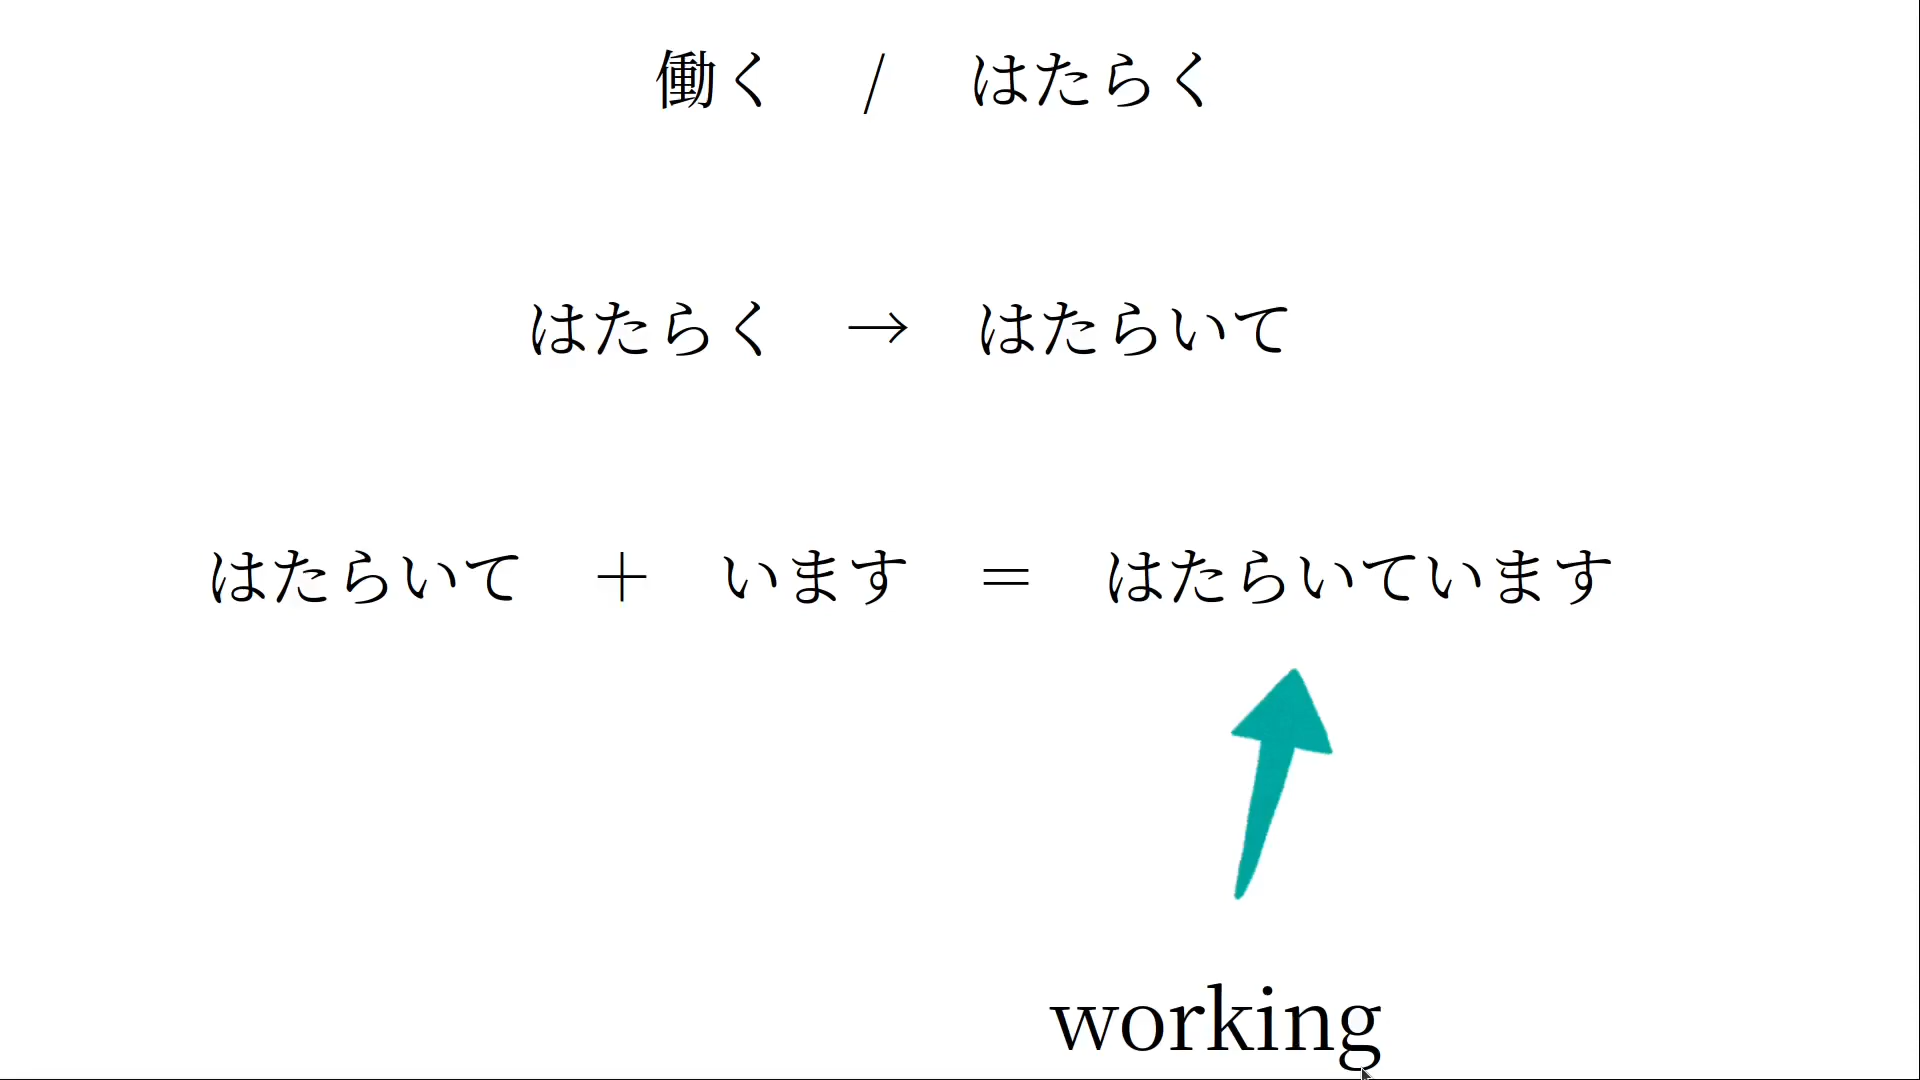 働く / はたらく
はたらく → はたらいて
はたらいて + います = はたらいています
working